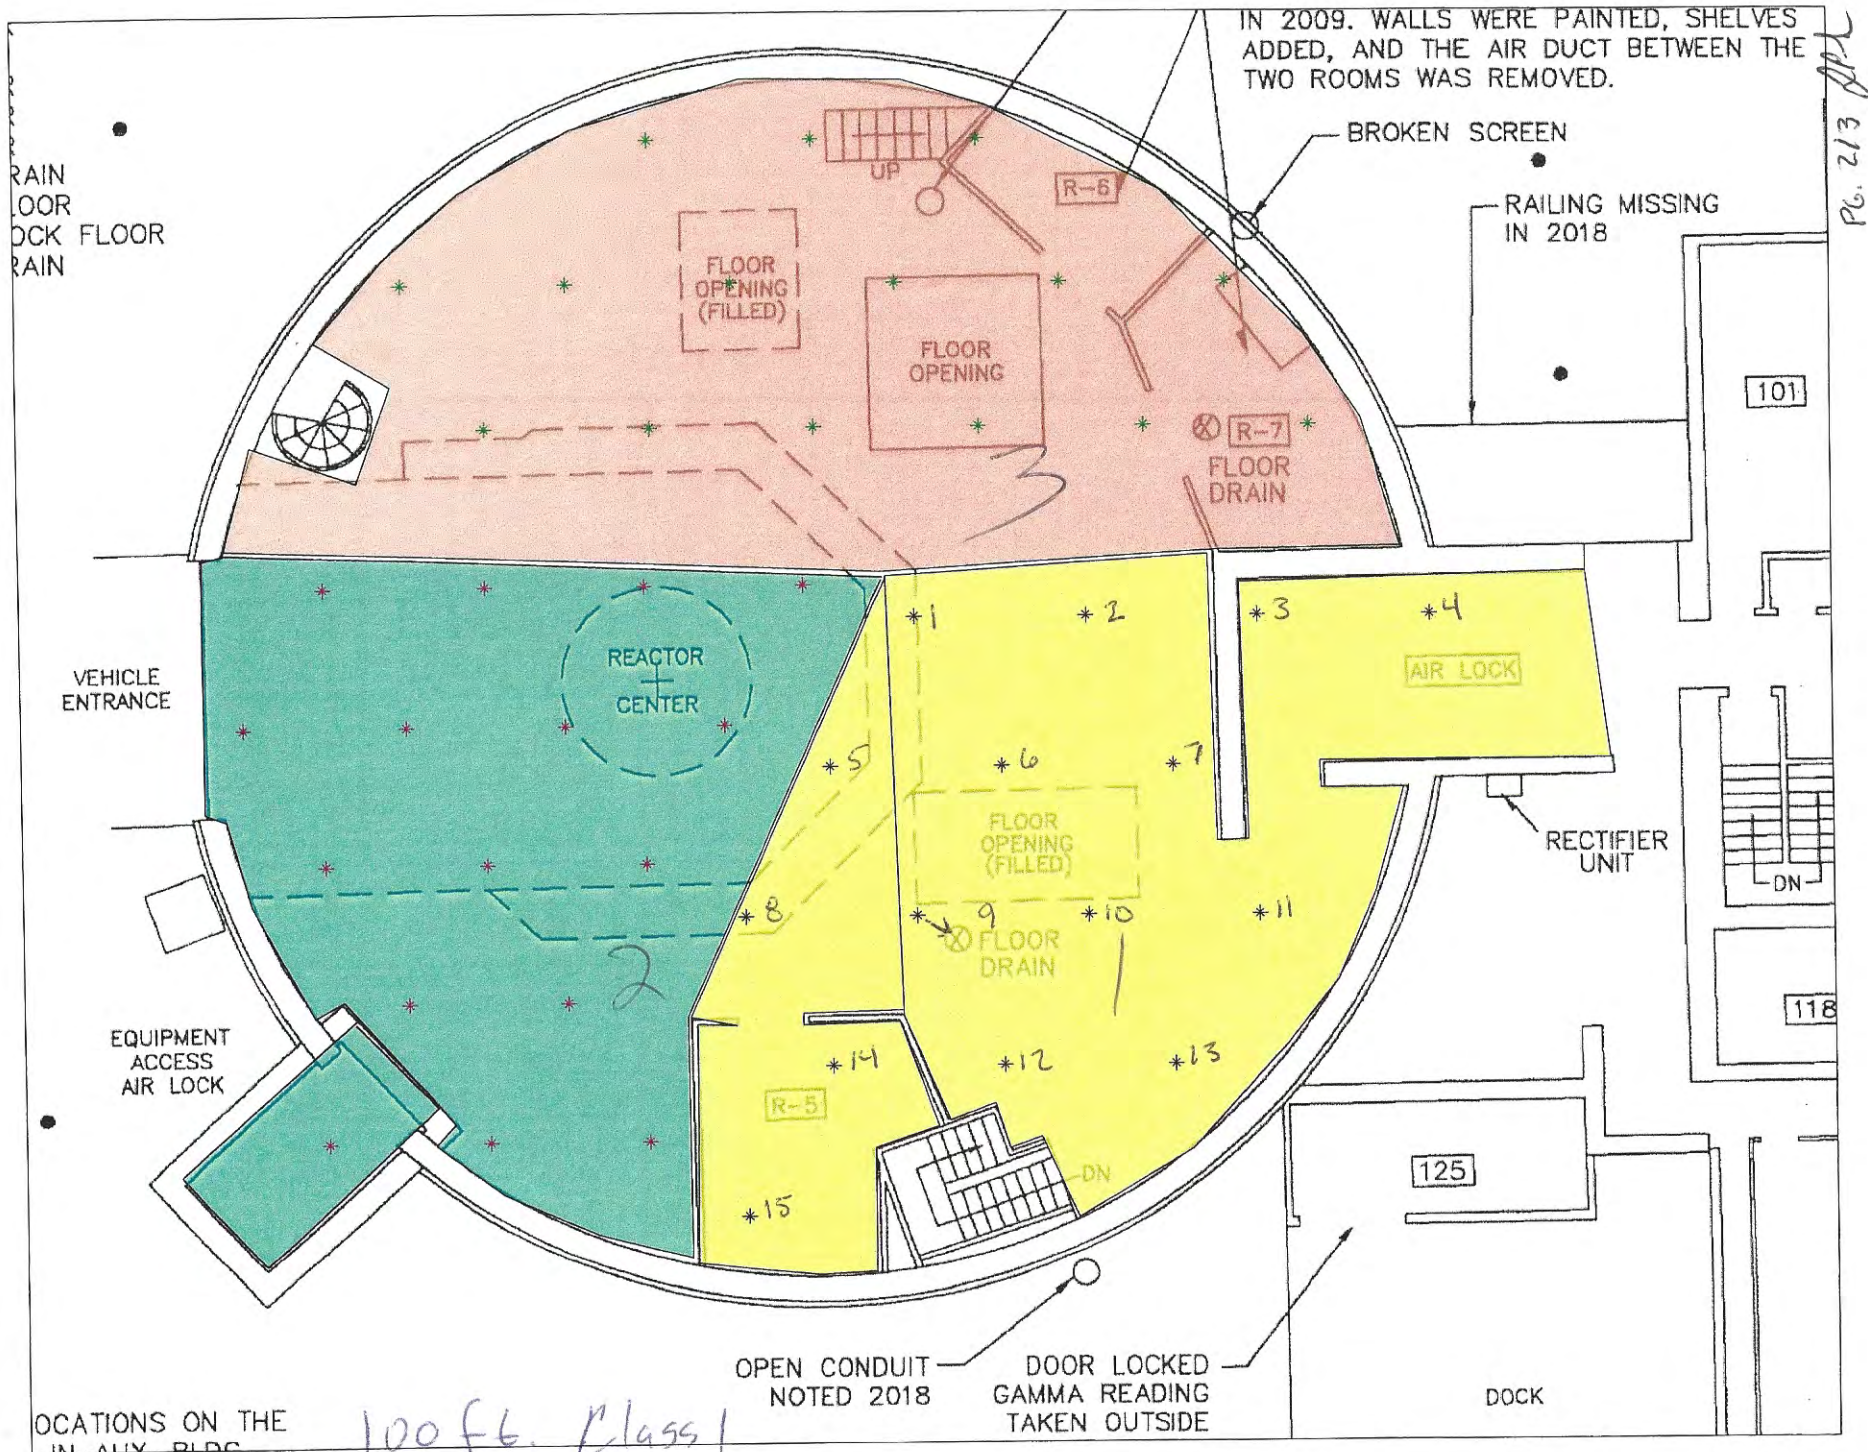 IN 2009. WALLS WERE PAINTED, SHELVES
ADDED, AND THE AIR DUCT BETWEEN THE
TWO ROOMS WAS REMOVED.
PG. 213
BROKEN SCREEN
RAILING MISSING
IN 2018
RAIN
LOOR
OCK FLOOR
RAIN
UP
R-6
FLOOR
OPENING
(FILLED)
FLOOR
OPENING
101
R-7
FLOOR
DRAIN
3
VEHICLE
ENTRANCE
REACTOR
CENTER
1
2
3
4
AIR LOCK
5
6
7
FLOOR
OPENING
(FILLED)
RECTIFIER
UNIT
DN
8
9
10
11
FLOOR
DRAIN
2
1
118
EQUIPMENT
ACCESS
AIR LOCK
14
12
13
R-5
DN
125
15
OPEN CONDUIT
NOTED 2018
DOOR LOCKED
GAMMA READING
TAKEN OUTSIDE
DOCK
OCATIONS ON THE
IN AUX. BLDG.
100 ft. Class 1